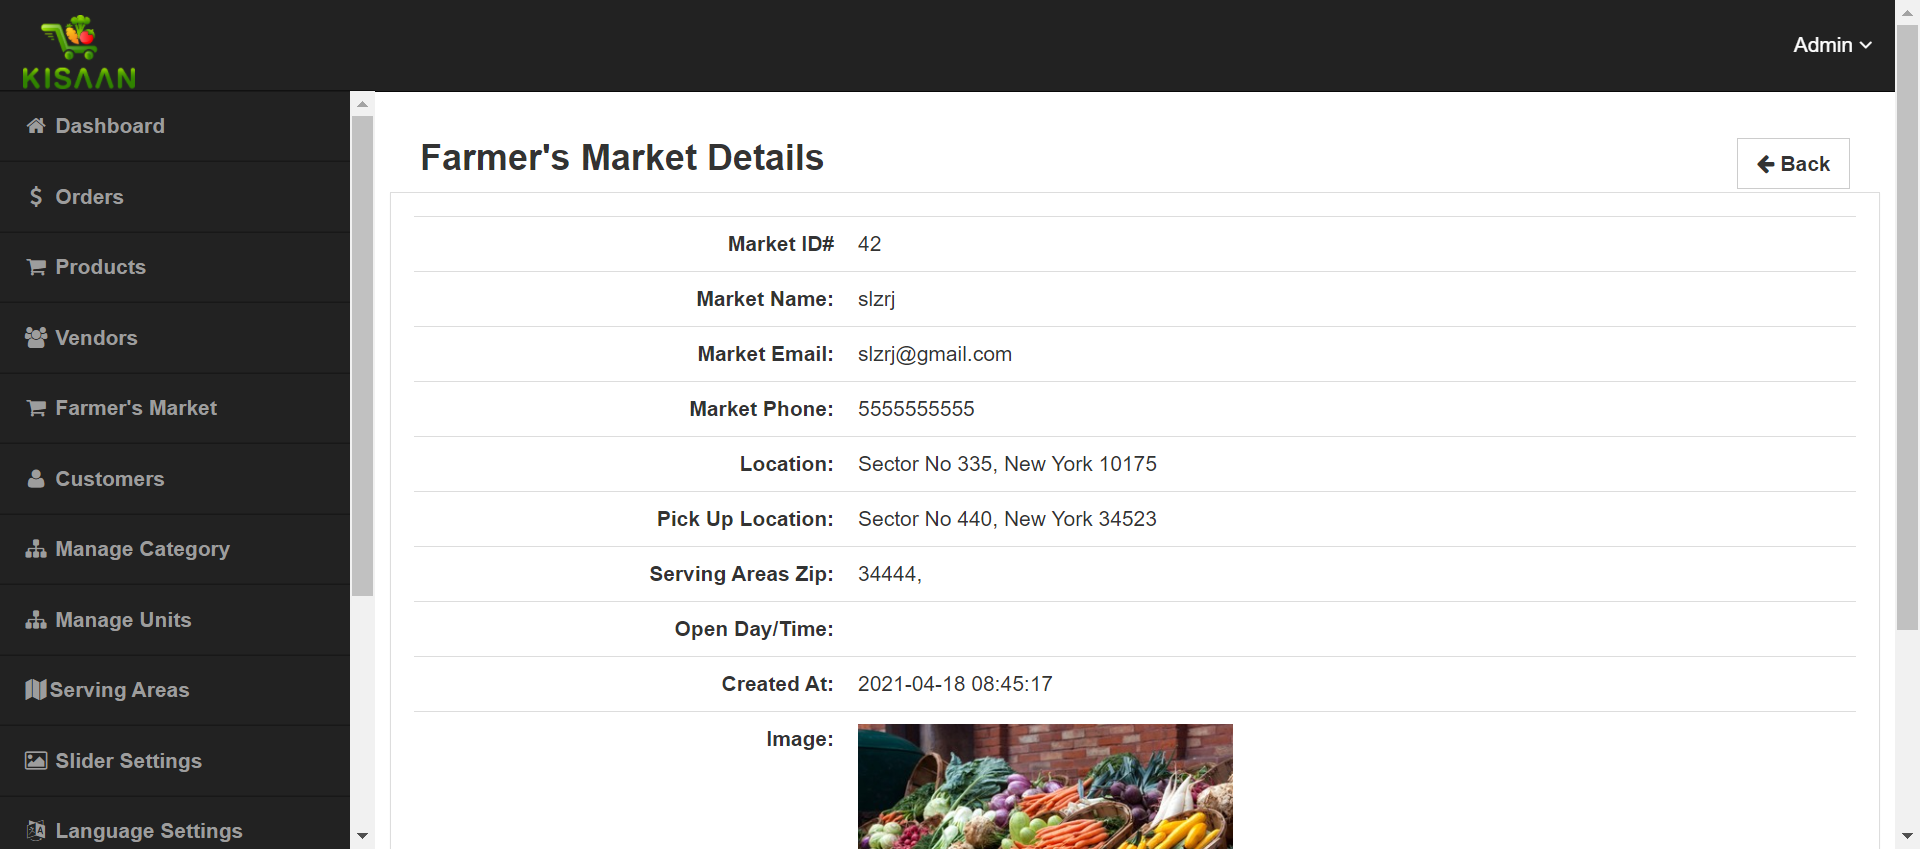 KISAAN
Admin
Dashboard
Orders
Products
Vendors
Farmer's Market
Customers
Manage Category
Manage Units
Serving Areas
Slider Settings
Language Settings
Farmer's Market Details
Back
Market ID# 42
Market Name: slzrj
Market Email: slzrj@gmail.com
Market Phone: 5555555555
Location: Sector No 335, New York 10175
Pick Up Location: Sector No 440, New York 34523
Serving Areas Zip: 34444,
Open Day/Time:
Created At: 2021-04-18 08:45:17
Image: